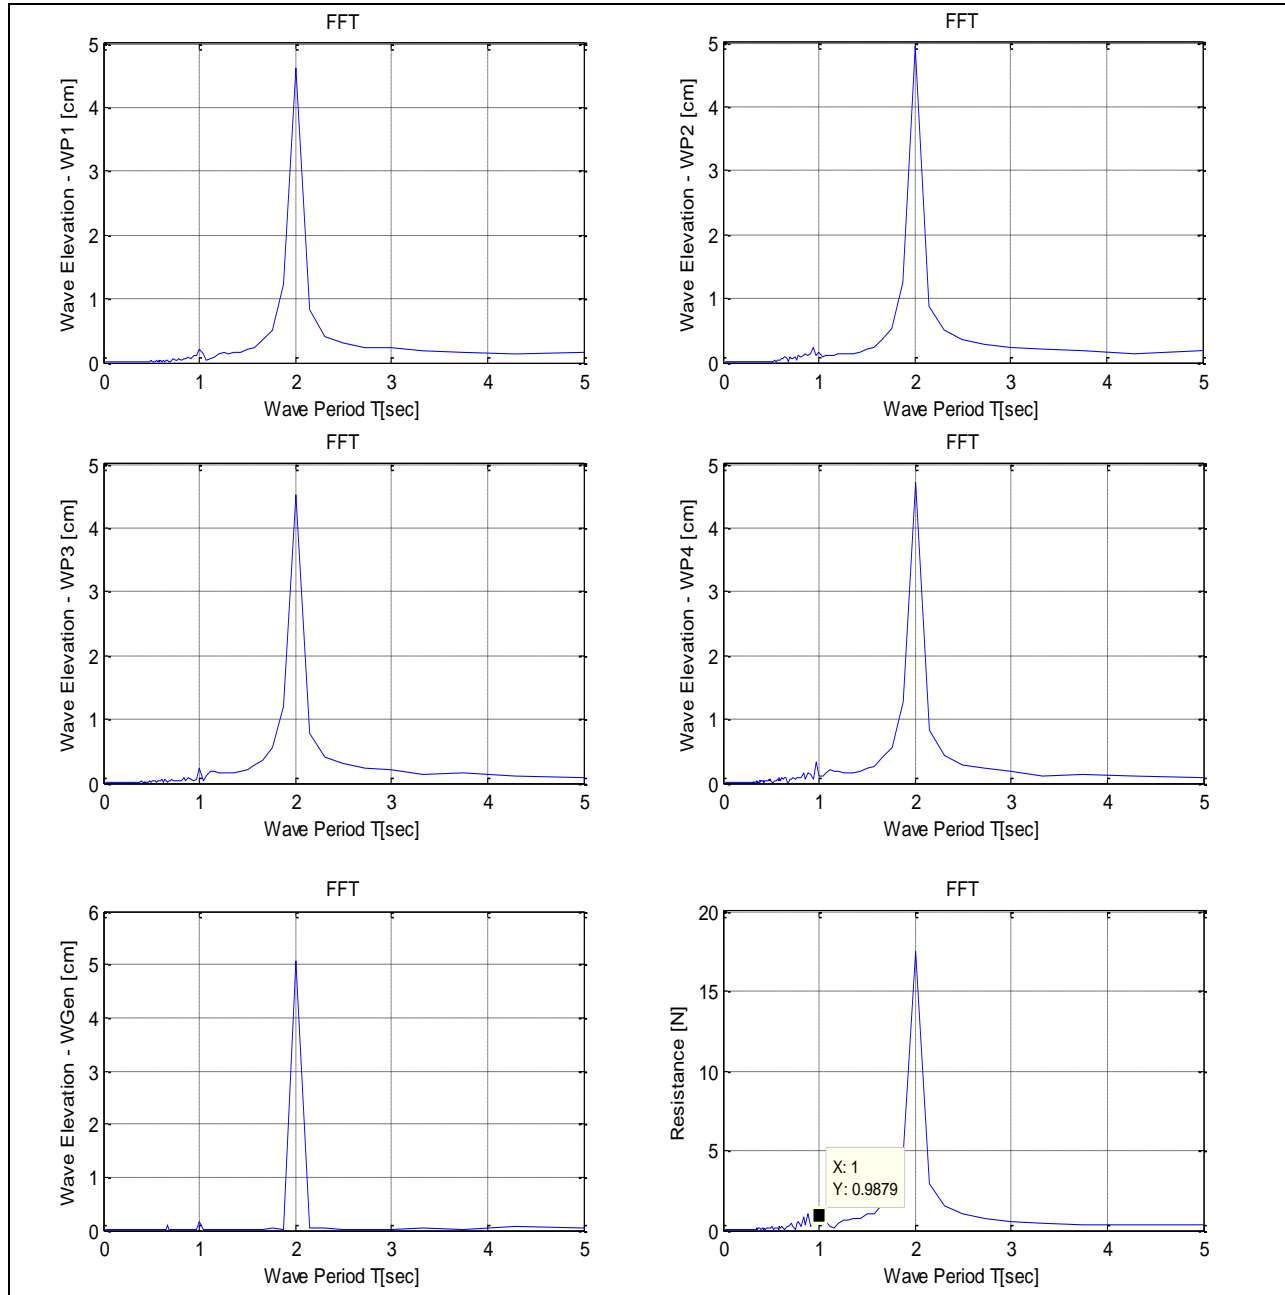 FFT
Wave Elevation - WP1 [cm]
5
4
3
2
1
0
0 1 2 3 4 5
Wave Period T[sec]
FFT
Wave Elevation - WP2 [cm]
5
4
3
2
1
0
0 1 2 3 4 5
Wave Period T[sec]
FFT
Wave Elevation - WP3 [cm]
5
4
3
2
1
0
0 1 2 3 4 5
Wave Period T[sec]
FFT
Wave Elevation - WP4 [cm]
5
4
3
2
1
0
0 1 2 3 4 5
Wave Period T[sec]
FFT
Wave Elevation - WGen [cm]
6
5
4
3
2
1
0
0 1 2 3 4 5
Wave Period T[sec]
FFT
Resistance [N]
20
15
10
5
0
X: 1
Y: 0.9879
0 1 2 3 4 5
Wave Period T[sec]